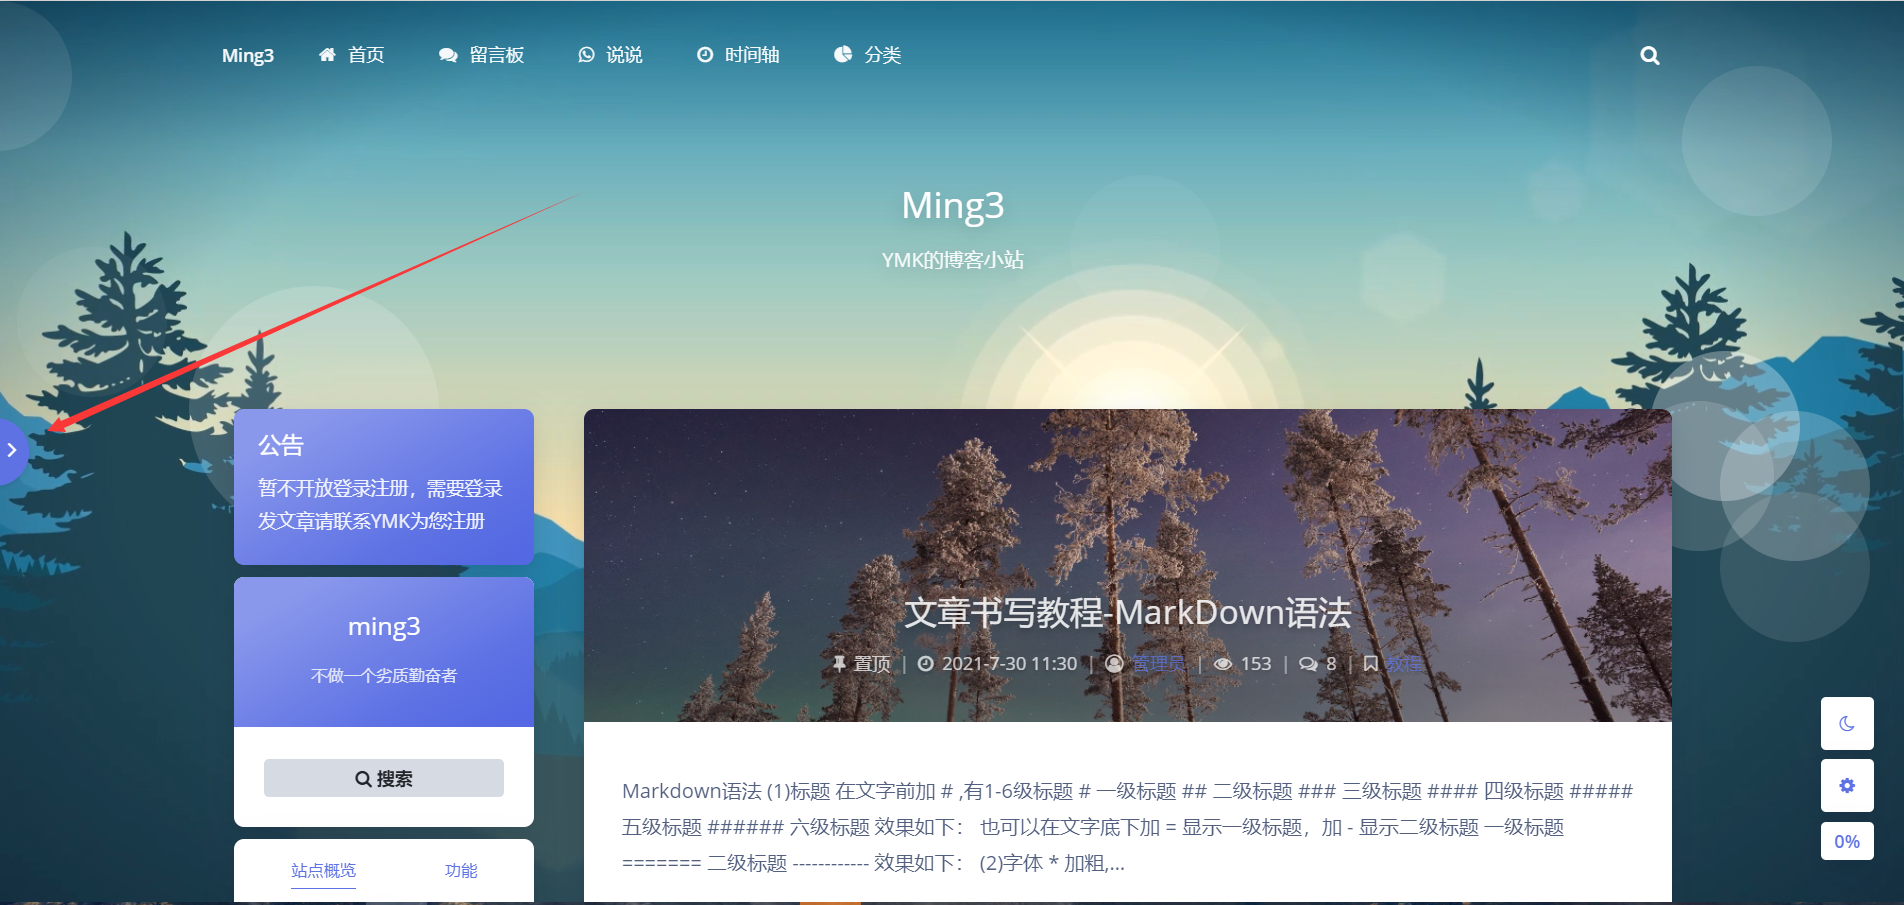 Ming3 首页 留言板 说说 时间轴 分类
Ming3
YMK的博客小站
公告
暂不开放登录注册，需要登录
发文章请联系YMK为您注册
ming3
不做一个劣质勤奋者
搜索
站点概览 功能
文章书写教程-MarkDown语法
置顶 | 2021-7-30 11:30 | 管理员 | 153 | 8 | 教程
Markdown语法 (1)标题 在文字前加 # ,有1-6级标题 # 一级标题 ## 二级标题 ### 三级标题 #### 四级标题 #####
五级标题 ###### 六级标题 效果如下： 也可以在文字底下加 = 显示一级标题，加 - 显示二级标题 一级标题
======= 二级标题 ------------ 效果如下： (2)字体 * 加粗,...
0%